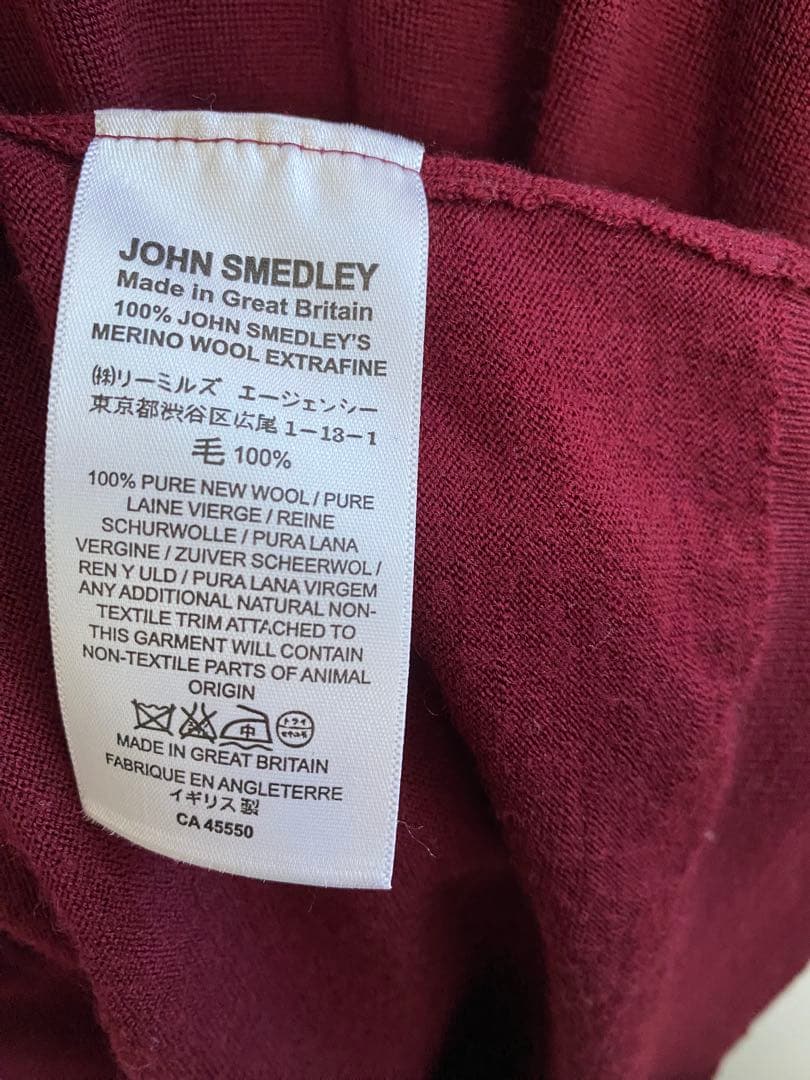 JOHN SMEDLEY
Made in Great Britain
100% JOHN SMEDLEY'S
MERINO WOOL EXTRAFINE
㈱リーミルズ エージェンシー
東京都渋谷区広尾 1-13-1
毛 100%
100% PURE NEW WOOL / PURE
LAINE VIERGE / REINE
SCHURWOLLE / PURA LANA
VERGINE / ZUIVER SCHEERWOL /
REN Y ULD / PURA LANA VIRGEM
ANY ADDITIONAL NATURAL NON-
TEXTILE TRIM ATTACHED TO
THIS GARMENT WILL CONTAIN
NON-TEXTILE PARTS OF ANIMAL
ORIGIN
中 ドライ
MADE IN GREAT BRITAIN
FABRIQUE EN ANGLETERRE
イギリス製
CA 45550